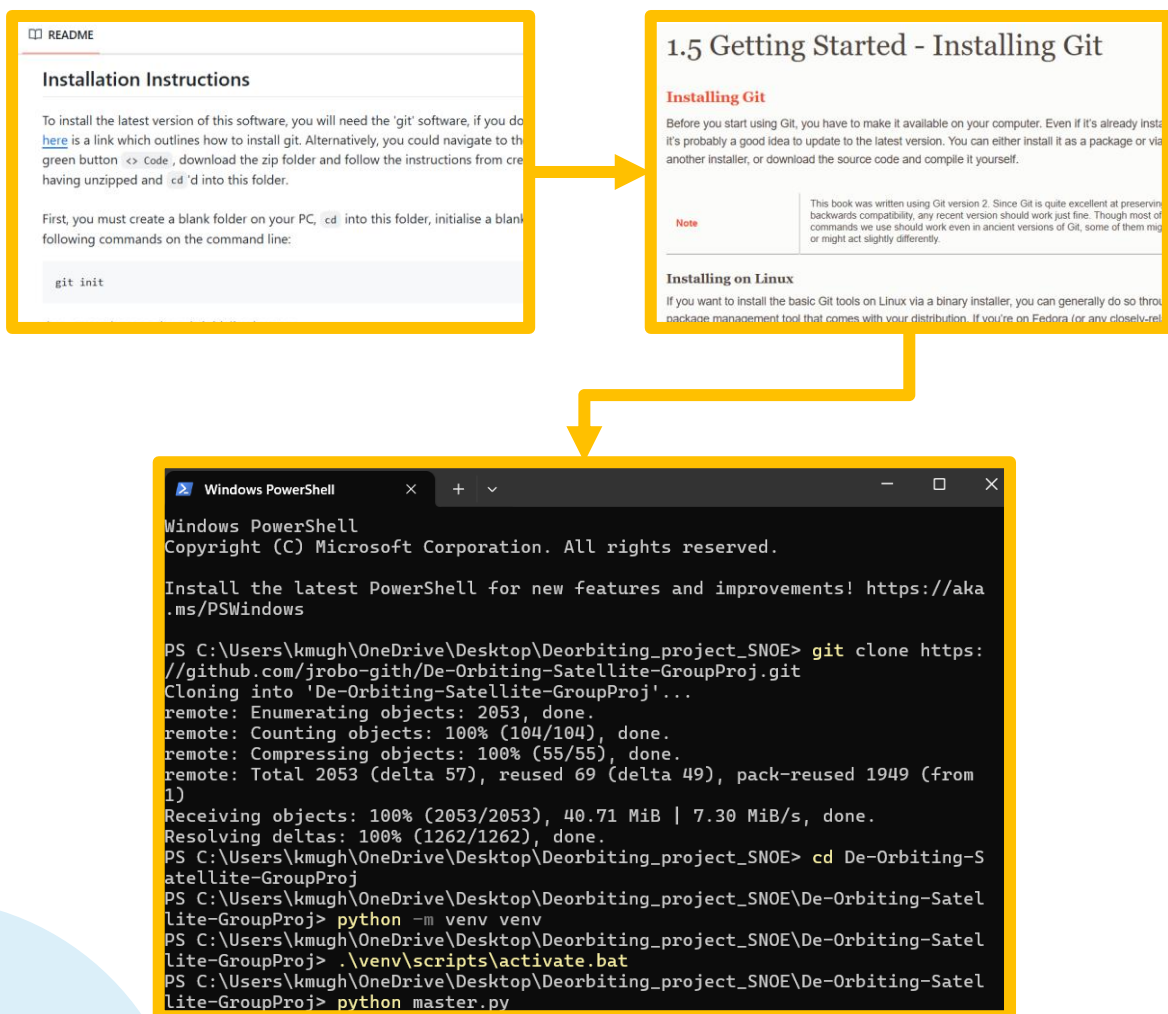 README
Installation Instructions
To install the latest version of this software, you will need the 'git' software, if you do
here is a link which outlines how to install git. Alternatively, you could navigate to th
green button <> Code , download the zip folder and follow the instructions from cre
having unzipped and cd 'd into this folder.
First, you must create a blank folder on your PC, cd into this folder, initialise a blank
following commands on the command line:
git init
1.5 Getting Started - Installing Git
Installing Git
Before you start using Git, you have to make it available on your computer. Even if it's already insta
it's probably a good idea to update to the latest version. You can either install it as a package or via
another installer, or download the source code and compile it yourself.
Note
This book was written using Git version 2. Since Git is quite excellent at preserving
backwards compatibility, any recent version should work just fine. Though most of
commands we use should work even in ancient versions of Git, some of them mig
or might act slightly differently.
Installing on Linux
If you want to install the basic Git tools on Linux via a binary installer, you can generally do so throu
package management tool that comes with your distribution. If you're on Fedora (or any closely-rel
Windows PowerShell
Windows PowerShell
Copyright (C) Microsoft Corporation. All rights reserved.
Install the latest PowerShell for new features and improvements! https://aka
.ms/PSWindows
PS C:\Users\kmugh\OneDrive\Desktop\Deorbiting_project_SNOE> git clone https:
//github.com/jrobo-gith/De-Orbiting-Satellite-GroupProj.git
Cloning into 'De-Orbiting-Satellite-GroupProj'...
remote: Enumerating objects: 2053, done.
remote: Counting objects: 100% (104/104), done.
remote: Compressing objects: 100% (55/55), done.
remote: Total 2053 (delta 57), reused 69 (delta 49), pack-reused 1949 (from
1)
Receiving objects: 100% (2053/2053), 40.71 MiB | 7.30 MiB/s, done.
Resolving deltas: 100% (1262/1262), done.
PS C:\Users\kmugh\OneDrive\Desktop\Deorbiting_project_SNOE> cd De-Orbiting-S
atellite-GroupProj
PS C:\Users\kmugh\OneDrive\Desktop\Deorbiting_project_SNOE\De-Orbiting-Satel
lite-GroupProj> python -m venv venv
PS C:\Users\kmugh\OneDrive\Desktop\Deorbiting_project_SNOE\De-Orbiting-Satel
lite-GroupProj> .\venv\scripts\activate.bat
PS C:\Users\kmugh\OneDrive\Desktop\Deorbiting_project_SNOE\De-Orbiting-Satel
lite-GroupProj> python master.py